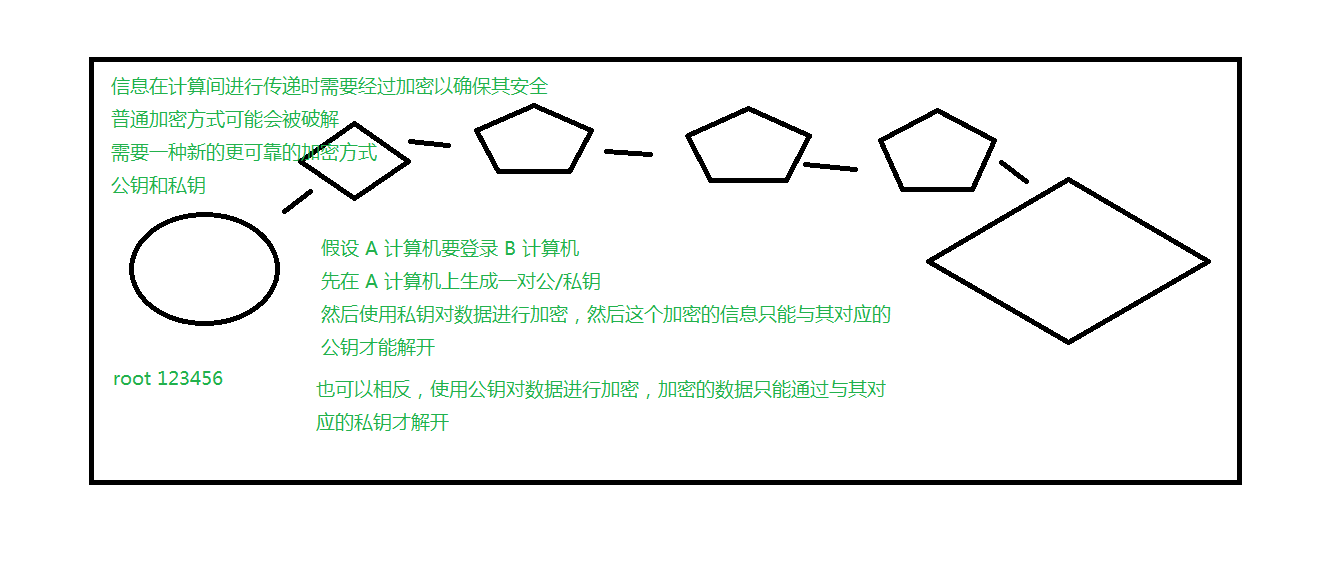 信息在计算间进行传递时需要经过加密以确保其安全
普通加密方式可能会被破解
需要一种新的更可靠的加密方式
公钥和私钥
假设 A 计算机要登录 B 计算机
先在 A 计算机上生成一对公/私钥
然后使用私钥对数据进行加密，然后这个加密的信息只能与其对应的
公钥才能解开
root 123456
也可以相反，使用公钥对数据进行加密，加密的数据只能通过与其对
应的私钥才解开